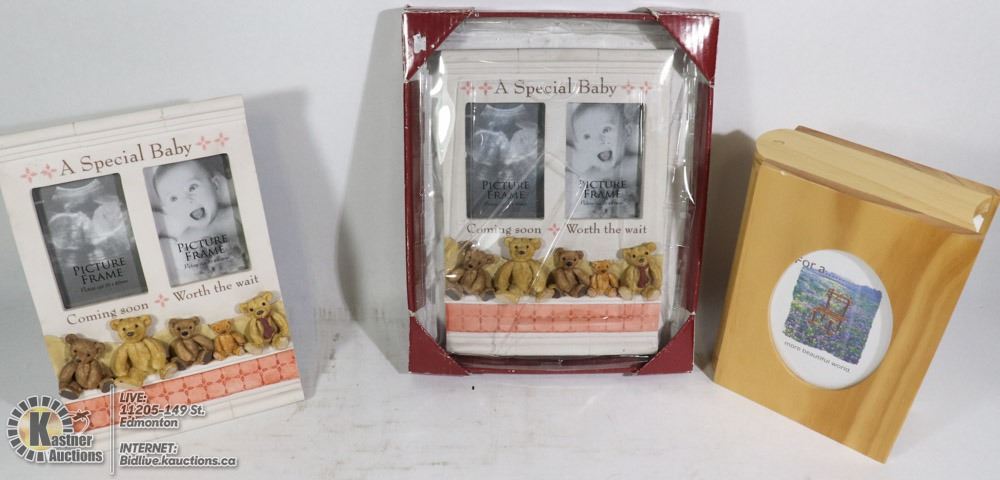 A Special Baby
PICTURE
FRAME
PICTURE
FRAME
Coming soon Worth the wait
A Special Baby
PICTURE
FRAME
PICTURE
FRAME
Coming soon Worth the wait
For a
more beautiful world.
Kastner
Auctions
LIVE:
11205-149 St.
Edmonton
INTERNET:
Bidlive.kauctions.ca